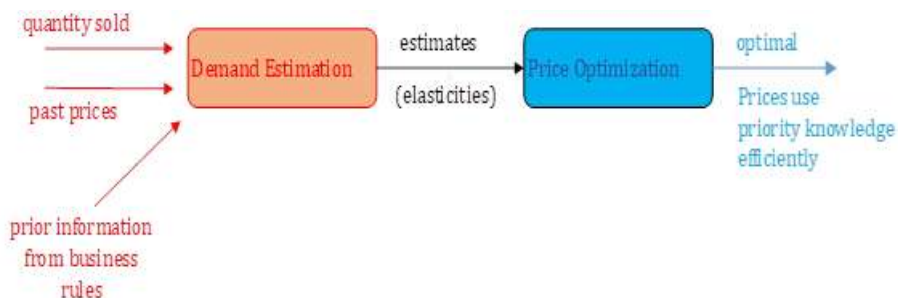 quantity sold
past prices
prior information
from business
rules
Demand Estimation
estimates
(elasticities)
Price Optimization
optimal
Prices use
priority knowledge
efficiently